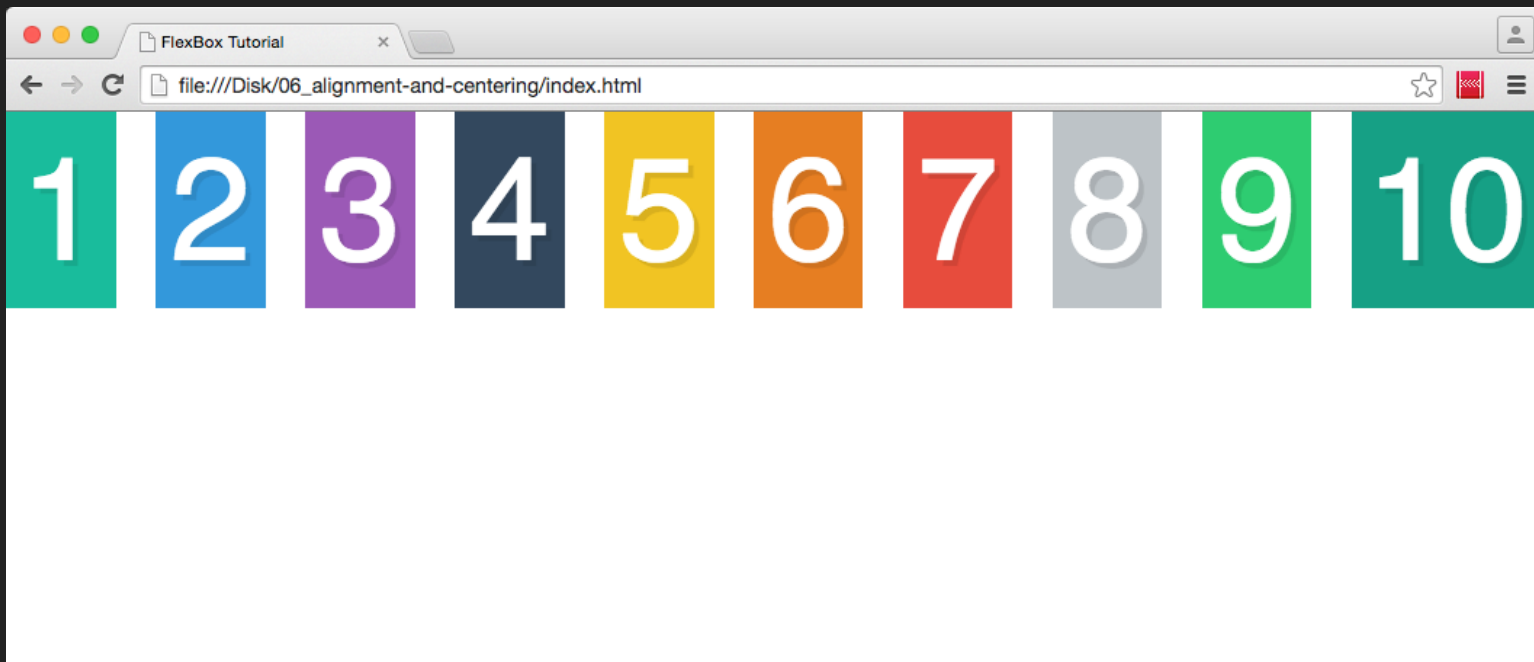 FlexBox Tutorial
file:///Disk/06_alignment-and-centering/index.html
1 2 3 4 5 6 7 8 9 10